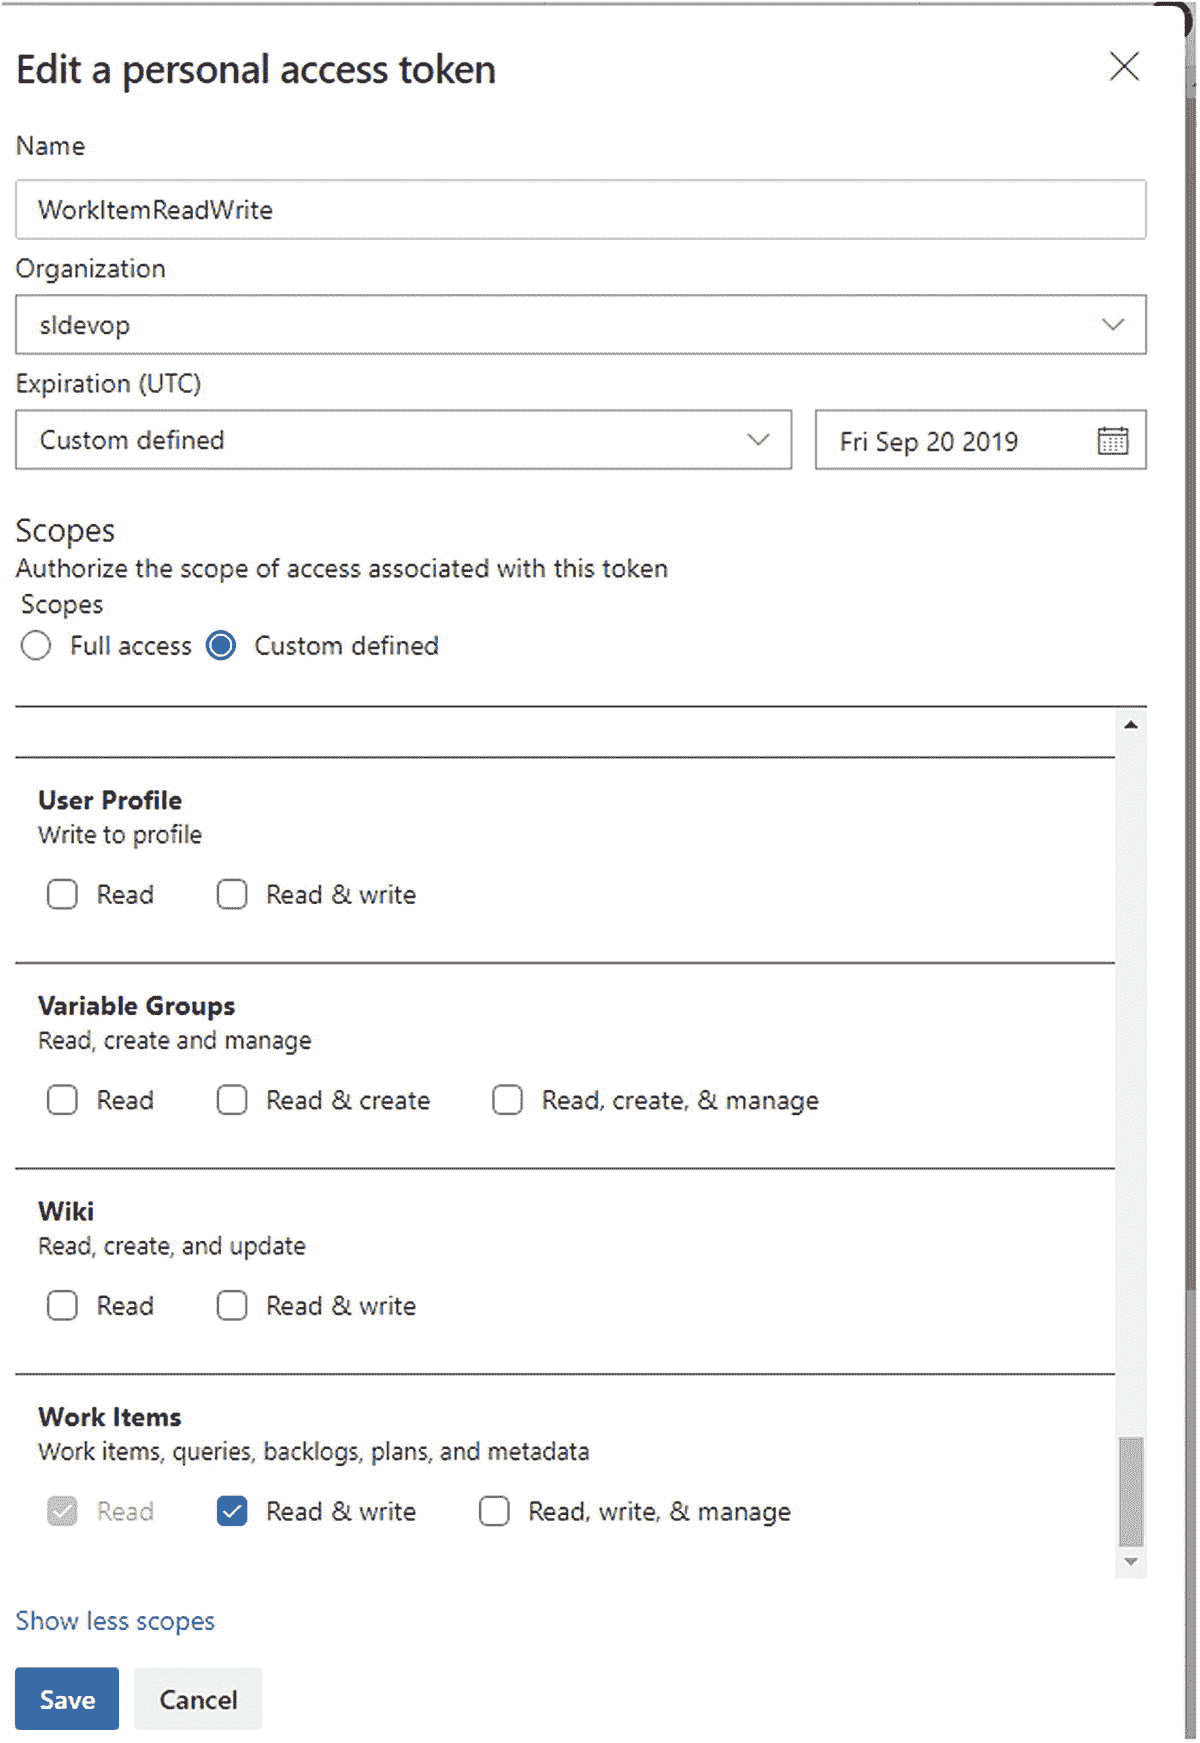 Edit a personal access token
Name
WorkItemReadWrite
Organization
sldevop
Expiration (UTC)
Custom defined
Fri Sep 20 2019
Scopes
Authorize the scope of access associated with this token
Scopes
Full access Custom defined
User Profile
Write to profile
Read Read & write
Variable Groups
Read, create and manage
Read Read & create Read, create, & manage
Wiki
Read, create, and update
Read Read & write
Work Items
Work items, queries, backlogs, plans, and metadata
Read Read & write Read, write, & manage
Show less scopes
Save Cancel